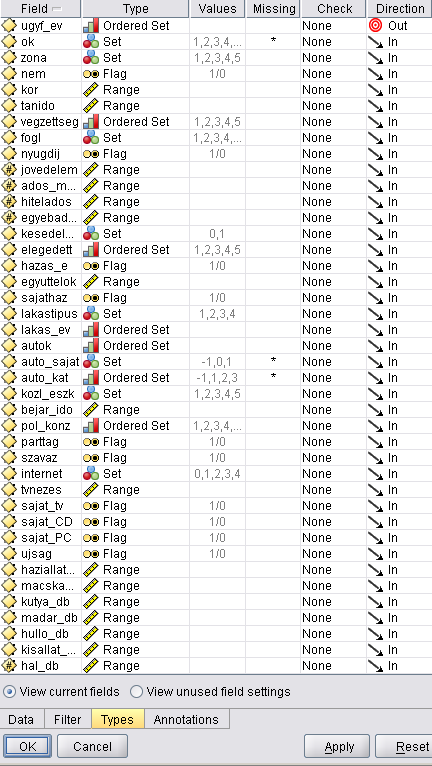 Field Type Values Missing Check Direction
ugyf_ev Ordered Set None Out
ok Set 1,2,3,4,... * None In
zona Set 1,2,3,4,5 None In
nem Flag 1/0 None In
kor Range None In
tanido Range None In
vegzettseg Ordered Set 1,2,3,4,5 None In
fogl Set 1,2,3,4,... None In
nyugdij Flag 1/0 None In
jovedelem Range None In
ados_m... Range None In
hitelados Range None In
egyebad... Range None In
kesedel... Set 0,1 None In
elegedett Ordered Set 1,2,3,4,5 None In
hazas_e Flag 1/0 None In
egyuttelok Range None In
sajathaz Flag 1/0 None In
lakastipus Set 1,2,3,4 None In
lakas_ev Ordered Set None In
autok Ordered Set None In
auto_sajat Set -1,0,1 * None In
auto_kat Ordered Set -1,1,2,3 * None In
kozl_eszk Set 1,2,3,4,5 None In
bejar_ido Range None In
pol_konz Ordered Set 1,2,3,4,... None In
parttag Flag 1/0 None In
szavaz Flag 1/0 None In
internet Set 0,1,2,3,4 None In
tvnezes Range None In
sajat_tv Flag 1/0 None In
sajat_CD Flag 1/0 None In
sajat_PC Flag 1/0 None In
ujsag Flag 1/0 None In
haziallat... Range None In
macska... Range None In
kutya_db Range None In
madar_db Range None In
hullo_db Range None In
kisallat_... Range None In
hal_db Range None In
View current fields View unused field settings
Data Filter Types Annotations
OK Cancel Apply Reset